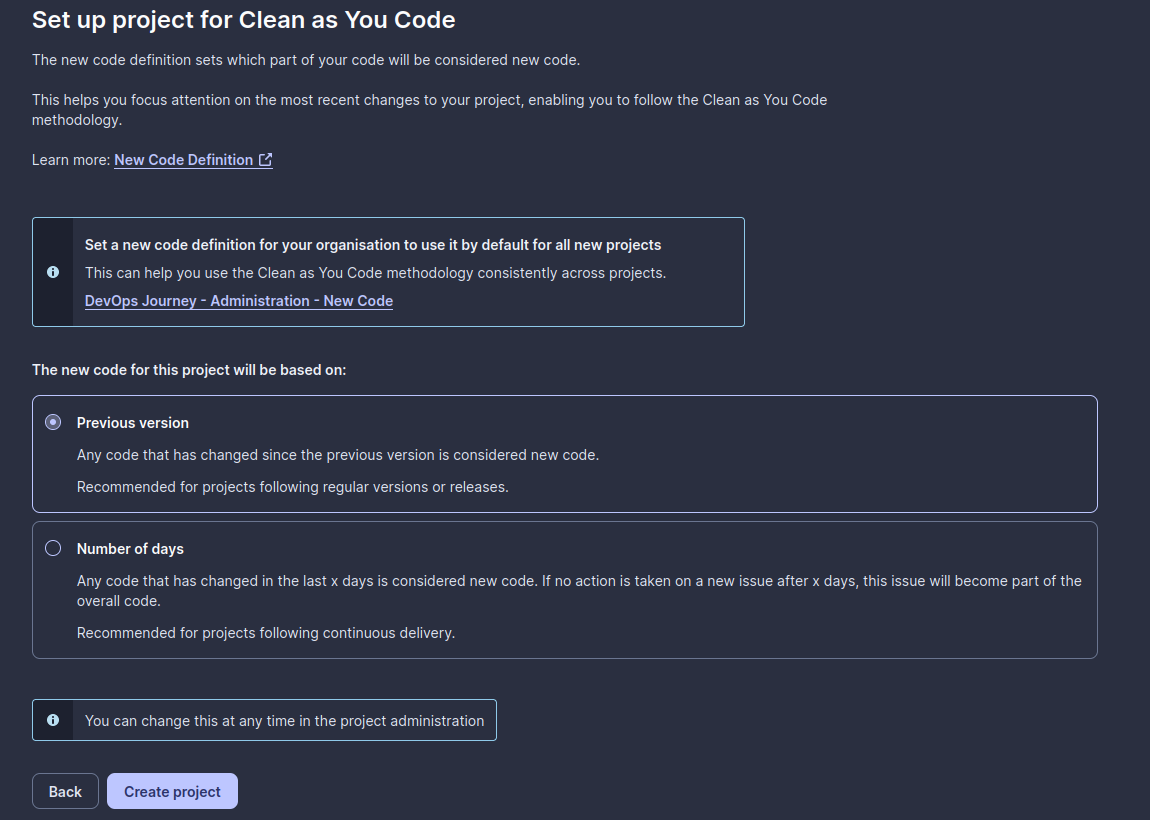 Set up project for Clean as You Code
The new code definition sets which part of your code will be considered new code.
This helps you focus attention on the most recent changes to your project, enabling you to follow the Clean as You Code
methodology.
Learn more: New Code Definition
Set a new code definition for your organisation to use it by default for all new projects
This can help you use the Clean as You Code methodology consistently across projects.
DevOps Journey - Administration - New Code
The new code for this project will be based on:
Previous version
Any code that has changed since the previous version is considered new code.
Recommended for projects following regular versions or releases.
Number of days
Any code that has changed in the last x days is considered new code. If no action is taken on a new issue after x days, this issue will become part of the
overall code.
Recommended for projects following continuous delivery.
You can change this at any time in the project administration
Back
Create project